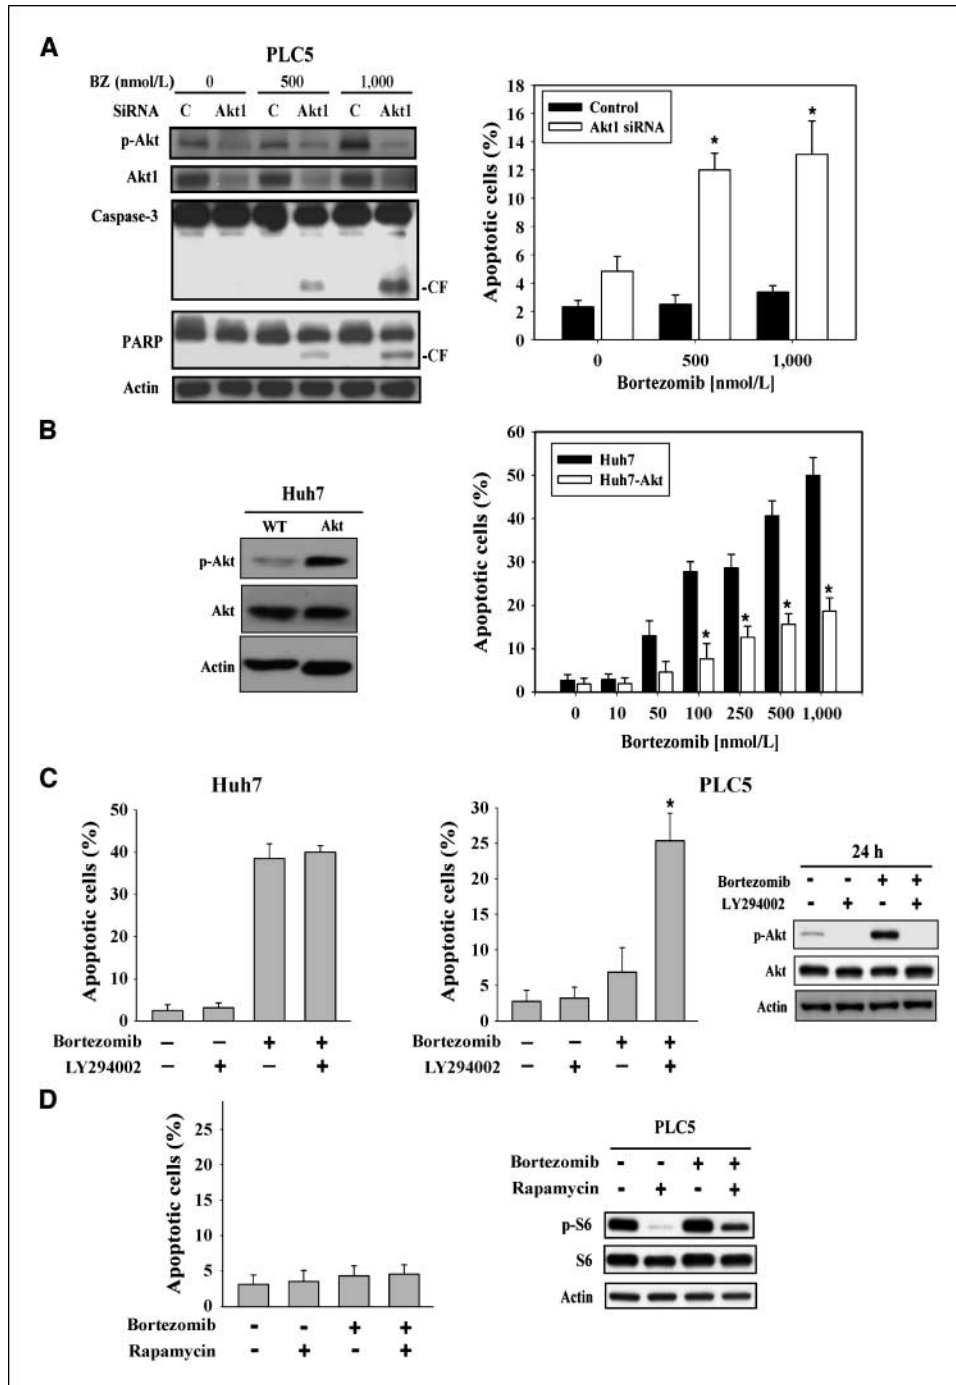 A
PLC5
BZ (nmol/L) 0 500 1,000
SiRNA C Akt1 C Akt1 C Akt1
p-Akt
Akt1
Caspase-3
-CF
PARP
-CF
Actin
Apoptotic cells (%)
18
16
14
12
10
8
6
4
2
0
Control
Akt1 siRNA
* *
0 500 1,000
Bortezomib [nmol/L]
B
Huh7
WT Akt
p-Akt
Akt
Actin
Apoptotic cells (%)
60
50
40
30
20
10
0
Huh7
Huh7-Akt
* * * *
0 10 50 100 250 500 1,000
Bortezomib [nmol/L]
C
Huh7
Apoptotic cells (%)
50
40
30
20
10
0
Bortezomib – – + +
LY294002 – + – +
PLC5
Apoptotic cells (%)
30
25
20
15
10
5
0
*
Bortezomib – – + +
LY294002 – + – +
24 h
Bortezomib - - + +
LY294002 - + - +
p-Akt
Akt
Actin
D
Apoptotic cells (%)
25
20
15
10
5
0
Bortezomib - - + +
Rapamycin - + - +
PLC5
Bortezomib - - + +
Rapamycin - + - +
p-S6
S6
Actin